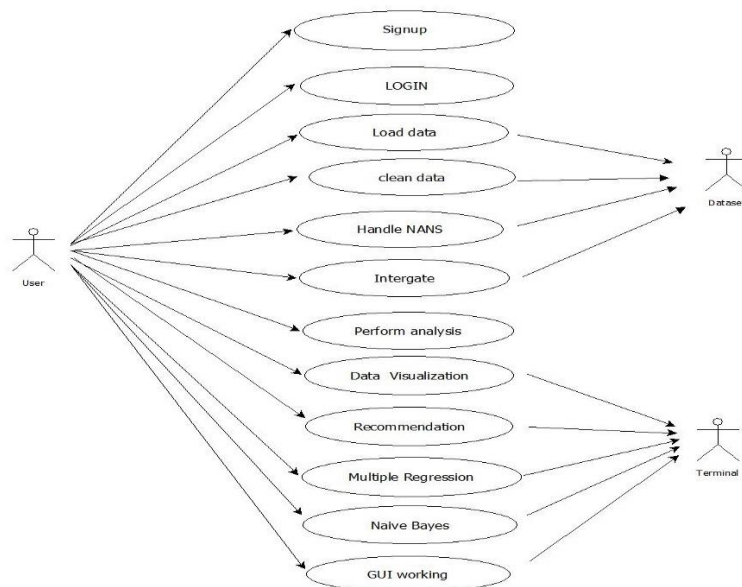 Signup
LOGIN
Load data
clean data
Handle NANS
Intergate
Perform analysis
Data Visualization
Recommendation
Multiple Regression
Naive Bayes
GUI working
User
Datase
Terminal